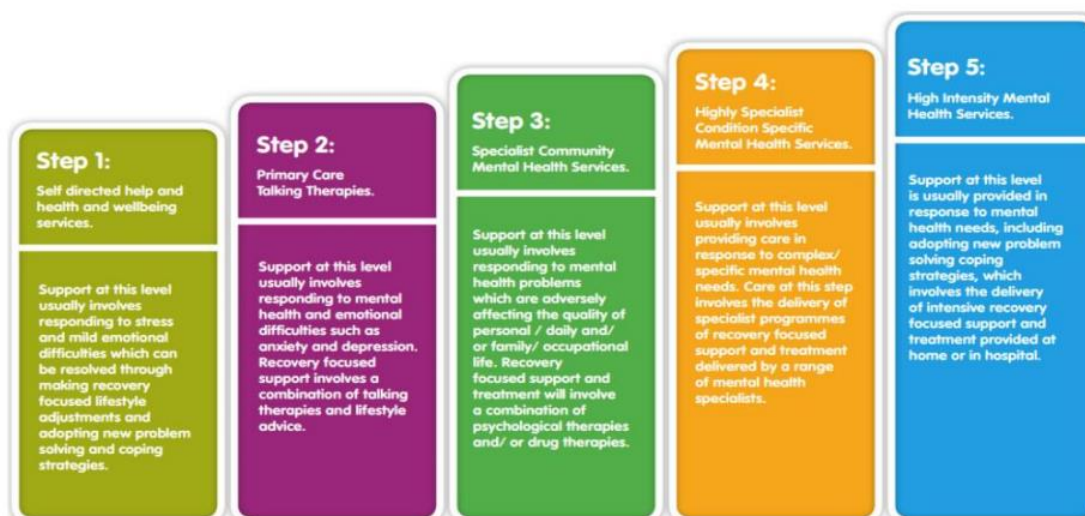 Step 1:
Self directed help and
health and wellbeing
services.
Support at this level
usually involves
responding to stress
and mild emotional
difficulties which can
be resolved through
making recovery
focused lifestyle
adjustments and
adopting new problem
solving and coping
strategies.
Step 2:
Primary Care
Talking Therapies.
Support at this level
usually involves
responding to mental
health and emotional
difficulties such as
anxiety and depression.
Recovery focused
support involves a
combination of talking
therapies and lifestyle
advice.
Step 3:
Specialist Community
Mental Health Services.
Support at this level
usually involves
responding to mental
health problems
which are adversely
affecting the quality of
personal / daily and/
or family/ occupational
life. Recovery
focused support and
treatment will involve
a combination of
psychological therapies
and/ or drug therapies.
Step 4:
Highly Specialist
Condition Specific
Mental Health Services.
Support at this level
usually involves
providing care in
response to complex/
specific mental health
needs. Care at this step
involves the delivery of
specialist programmes
of recovery focused
support and treatment
delivered by a range
of mental health
specialists.
Step 5:
High Intensity Mental
Health Services.
Support at this level
is usually provided in
response to mental
health needs, including
adopting new problem
solving coping
strategies, which
involves the delivery
of intensive recovery
focused support and
treatment provided at
home or in hospital.